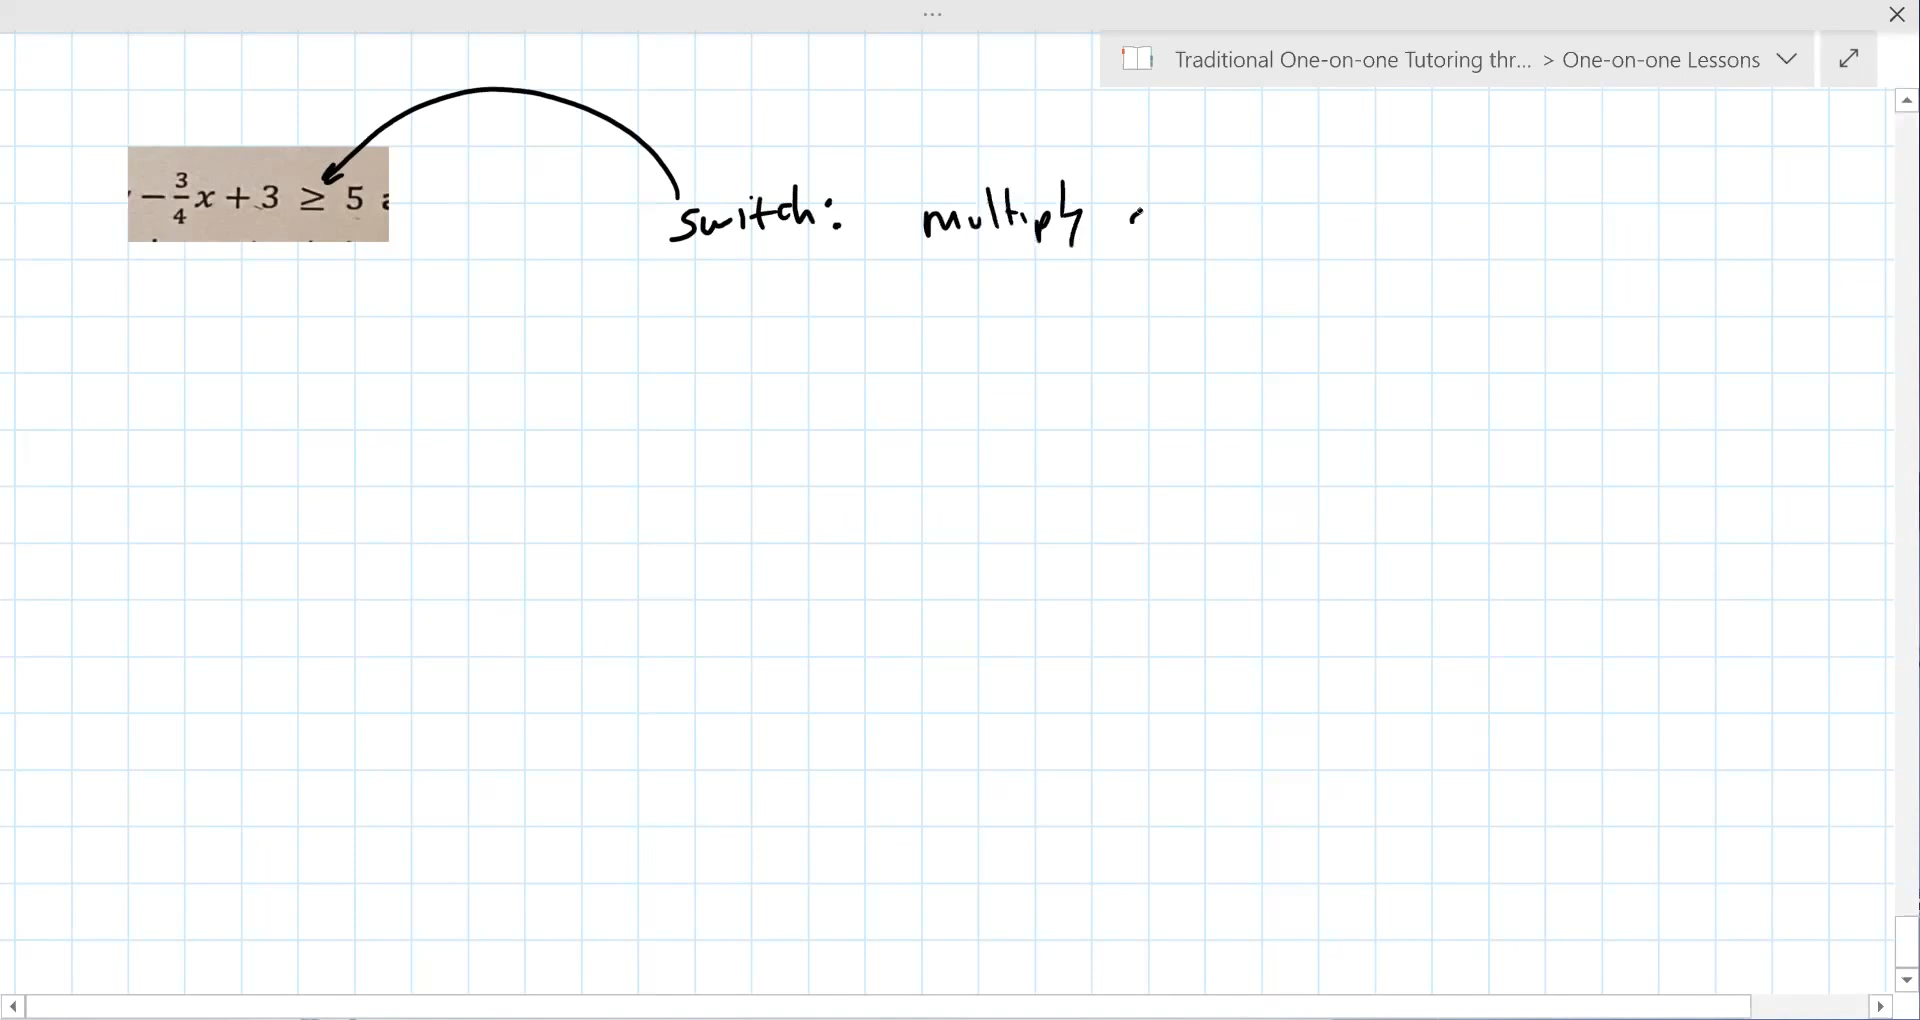 Traditional One-on-one Tutoring thr... > One-on-one Lessons
−3/4x + 3 ≥ 5
switch: multiply